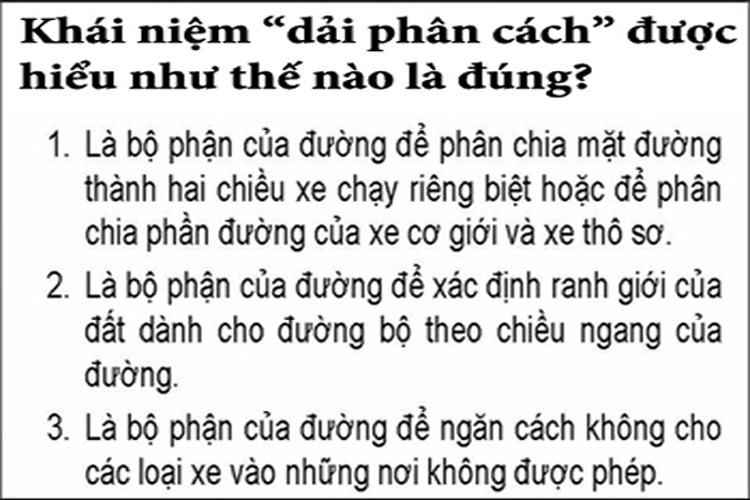 Khái niệm “dải phân cách” được
hiểu như thế nào là đúng?
1. Là bộ phận của đường để phân chia mặt đường
thành hai chiều xe chạy riêng biệt hoặc để phân
chia phần đường của xe cơ giới và xe thô sơ.
2. Là bộ phận của đường để xác định ranh giới của
đất dành cho đường bộ theo chiều ngang của
đường.
3. Là bộ phận của đường để ngăn cách không cho
các loại xe vào những nơi không được phép.